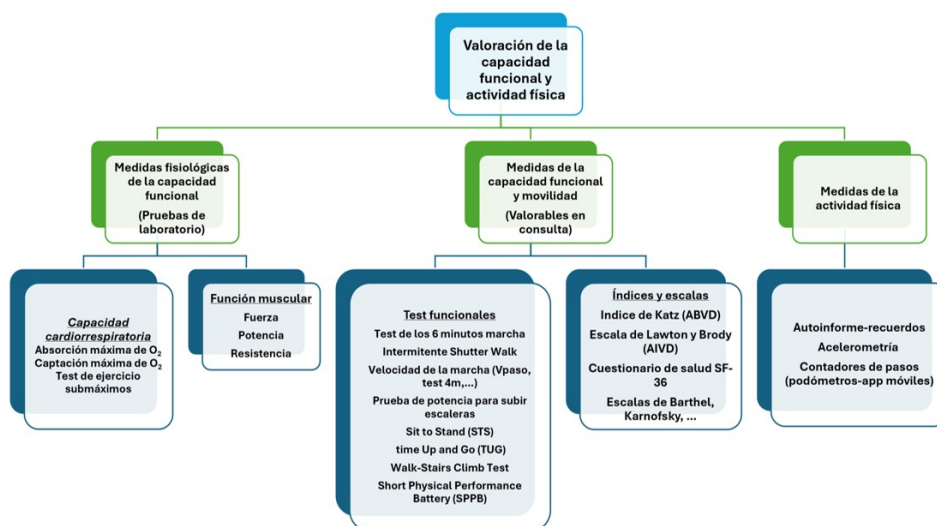 Valoración de la
capacidad
funcional y
actividad física
Medidas fisiológicas
de la capacidad
funcional
(Pruebas de
laboratorio)
Medidas de la
capacidad funcional
y movilidad
(Valorables en
consulta)
Medidas de la
actividad física
Capacidad
cardiorrespiratoria
Absorción máxima de O₂
Captación máxima de O₂
Test de ejercicio
submáximos
Función muscular
Fuerza
Potencia
Resistencia
Test funcionales
Test de los 6 minutos marcha
Intermitente Shutter Walk
Velocidad de la marcha (Vpaso,
test 4m,...)
Prueba de potencia para subir
escaleras
Sit to Stand (STS)
time Up and Go (TUG)
Walk-Stairs Climb Test
Short Physical Performance
Battery (SPPB)
Índices y escalas
Indice de Katz (ABVD)
Escala de Lawton y Brody
(AIVD)
Cuestionario de salud SF-
36
Escalas de Barthel,
Karnofsky, ...
Autoinforme-recuerdos
Acelerometría
Contadores de pasos
(podómetros-app móviles)